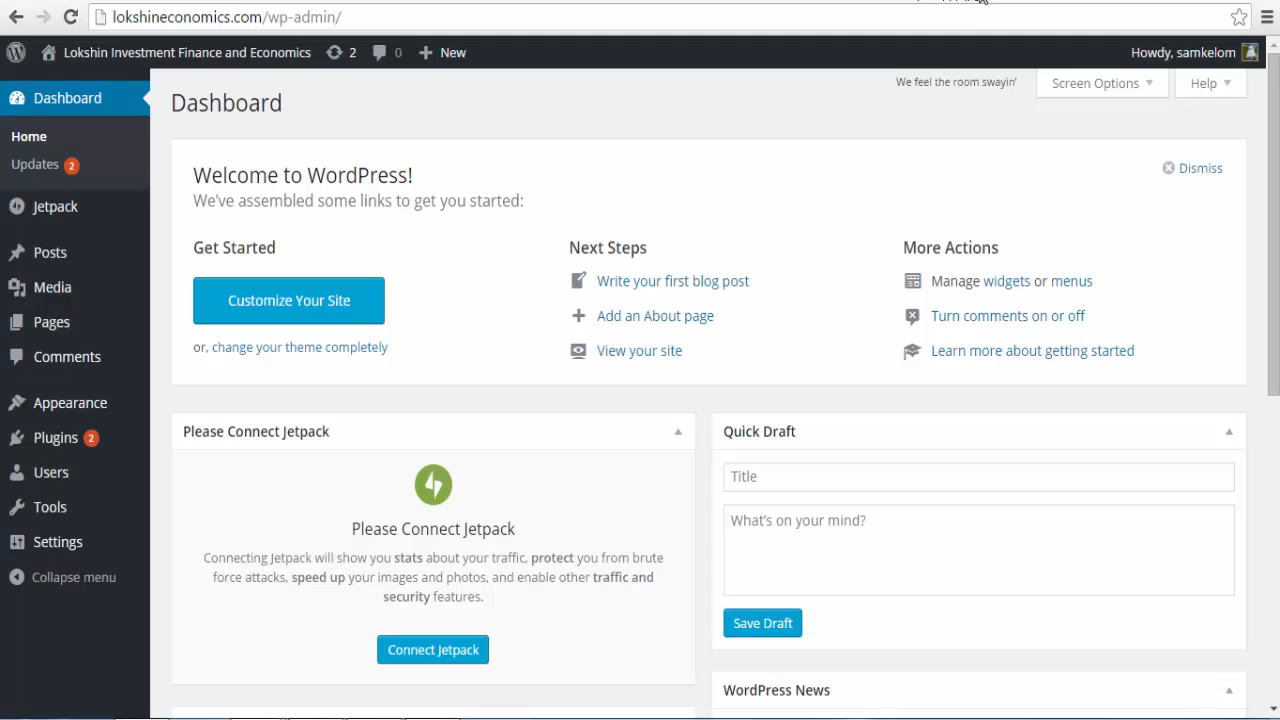 lokshineconomics.com/wp-admin/
Lokshin Investment Finance and Economics
2
0
New
Howdy, samkelom
Dashboard
Home
Updates 2
Jetpack
Posts
Media
Pages
Comments
Appearance
Plugins 2
Users
Tools
Settings
Collapse menu
We feel the room swayin'
Screen Options
Help
Dashboard
Welcome to WordPress!
Dismiss
We've assembled some links to get you started:
Get Started
Customize Your Site
or, change your theme completely
Next Steps
Write your first blog post
Add an About page
View your site
More Actions
Manage widgets or menus
Turn comments on or off
Learn more about getting started
Please Connect Jetpack
Please Connect Jetpack
Connecting Jetpack will show you stats about your traffic, protect you from brute
force attacks, speed up your images and photos, and enable other traffic and
security features.
Connect Jetpack
Quick Draft
Title
What's on your mind?
Save Draft
WordPress News